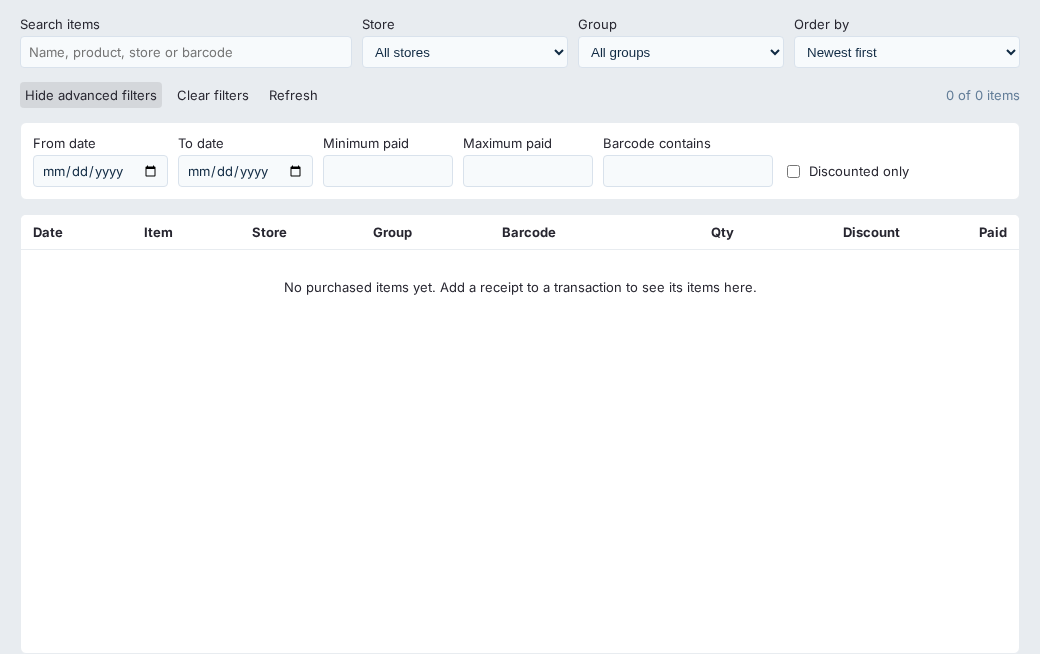 Search items
Store
Group
Order by
Name, product, store or barcode
All stores
All groups
Newest first
Hide advanced filters
Clear filters
Refresh
0 of 0 items
From date
To date
Minimum paid
Maximum paid
Barcode contains
mm/dd/yyyy
mm/dd/yyyy
Discounted only
Date
Item
Store
Group
Barcode
Qty
Discount
Paid
No purchased items yet. Add a receipt to a transaction to see its items here.